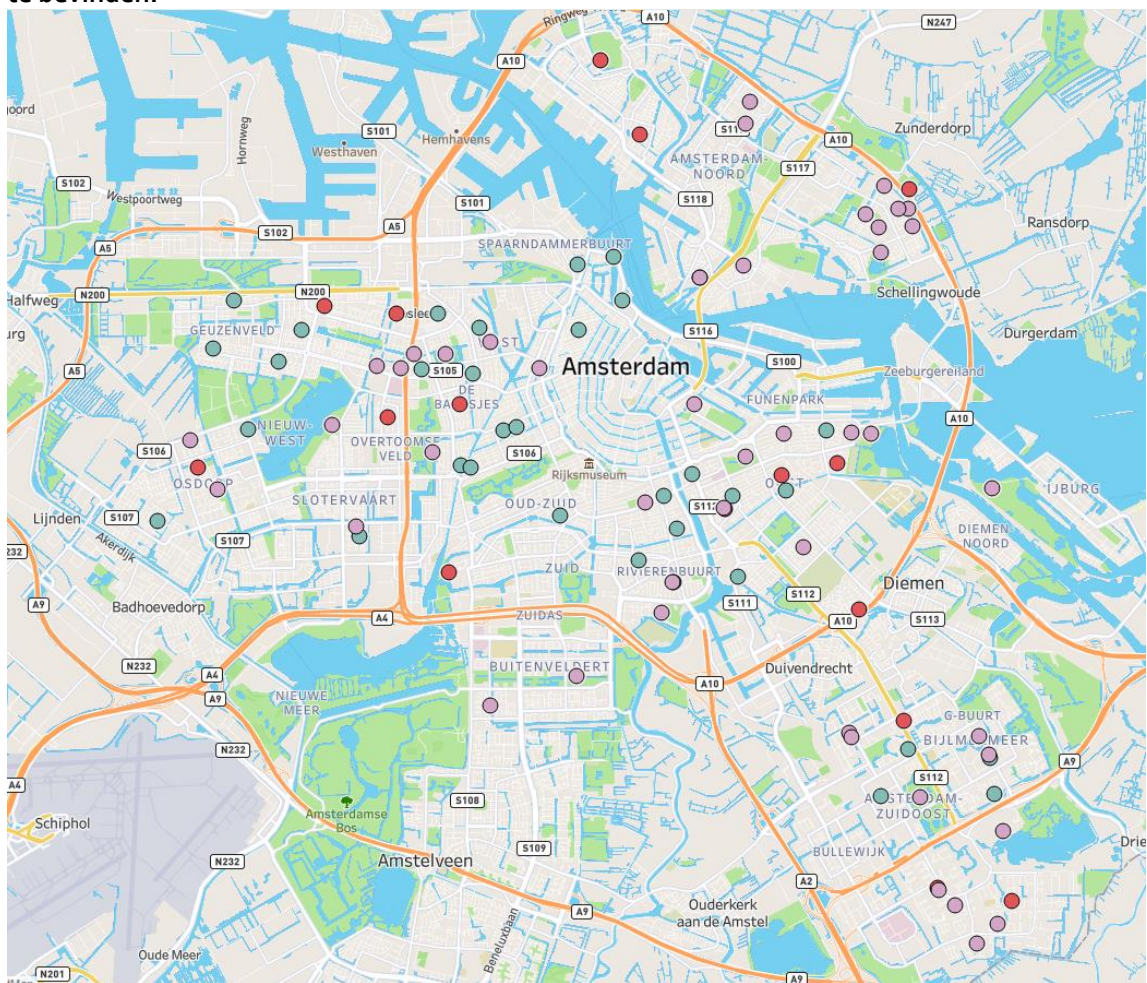 te bevinden.
Ringweg-Noord
A10
N247
A10
S101
Hemhavens
Westhaven
Hornweg
Zunderdorp
A10
AMSTERDAM-
NOORD
S117
S102
Westpoortweg
S101
S118
Ransdorp
A5
S102
A5
SPAARNDAMMERBUURT
N200
N200
Halfweg
Schellingwoude
GEUZENVELD
S116
Durgerdam
A5
S105
Amsterdam
S100
Zeeburgereiland
DE
FUNENPARK
A10
NIEUW-
WEST
OVERTOOMSE
VELD
S106
S106
Rijksmuseum
OSDORP
SLOTERVAART
OUD-ZUID
IJBURG
Lijnden
S107
S107
DIEMEN-
NOORD
Akerdijk
ZUID
RIVIERENBUURT
Diemen
Badhoevedorp
A9
S112
S111
A4
ZUIDAS
A10
S113
N232
BUITENVELDERT
Duivendrecht
A4
A9
NIEUWE
MEER
A10
G-BUURT
N232
BIJLMERMEER
A9
A4
S112
Amsterdamse
Bos
S108
AMSTERDAM-
ZUIDOOST
Schiphol
S109
BULLEWIJK
N232
Amstelveen
A2
Ouderkerk
aan de Amstel
A9
Beneluxbaan
Oude Meer
N201
A9